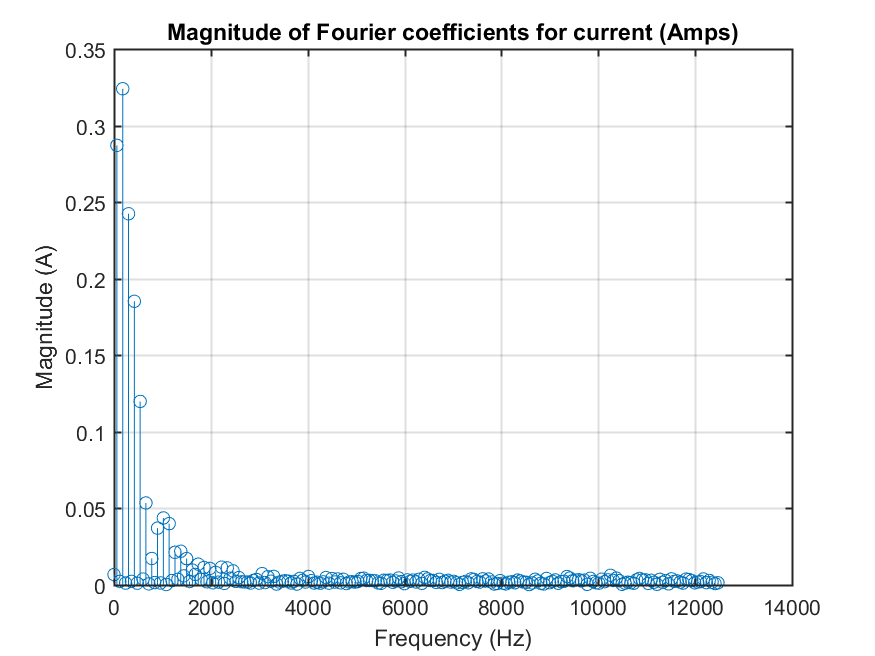 Magnitude of Fourier coefficients for current (Amps)
0.35
0.3
0.25
0.2
0.15
0.1
0.05
0
Magnitude (A)
0 2000 4000 6000 8000 10000 12000 14000
Frequency (Hz)